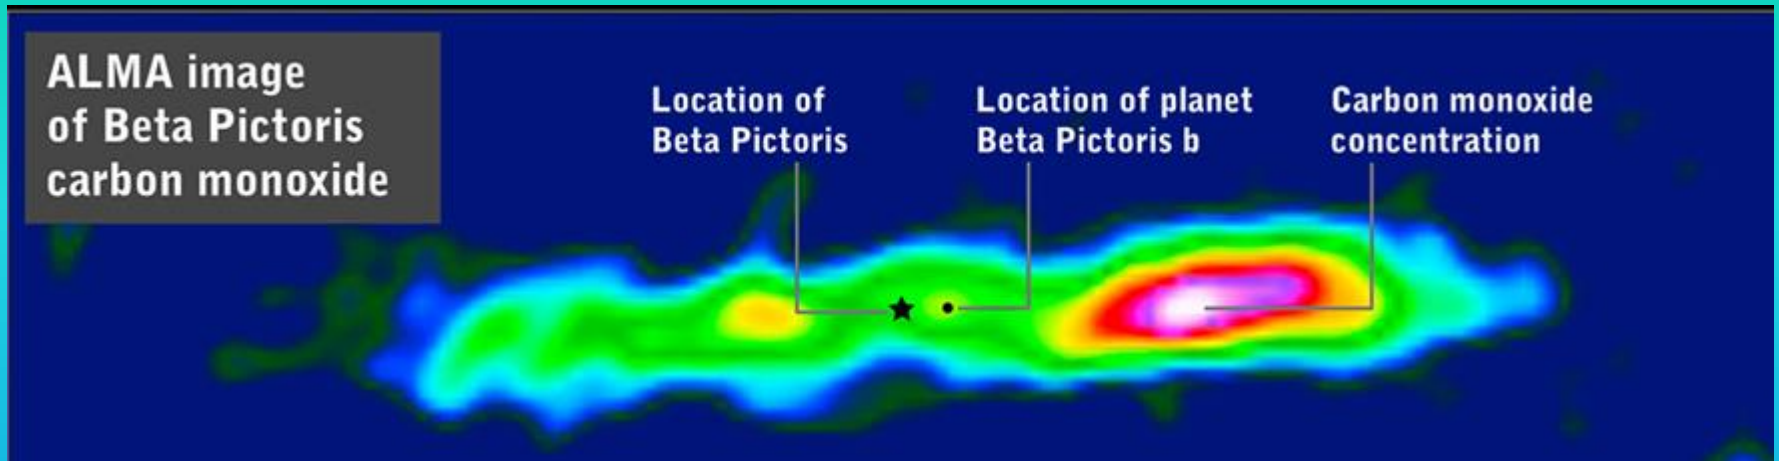 ALMA image
of Beta Pictoris
carbon monoxide
Location of
Beta Pictoris
Location of planet
Beta Pictoris b
Carbon monoxide
concentration